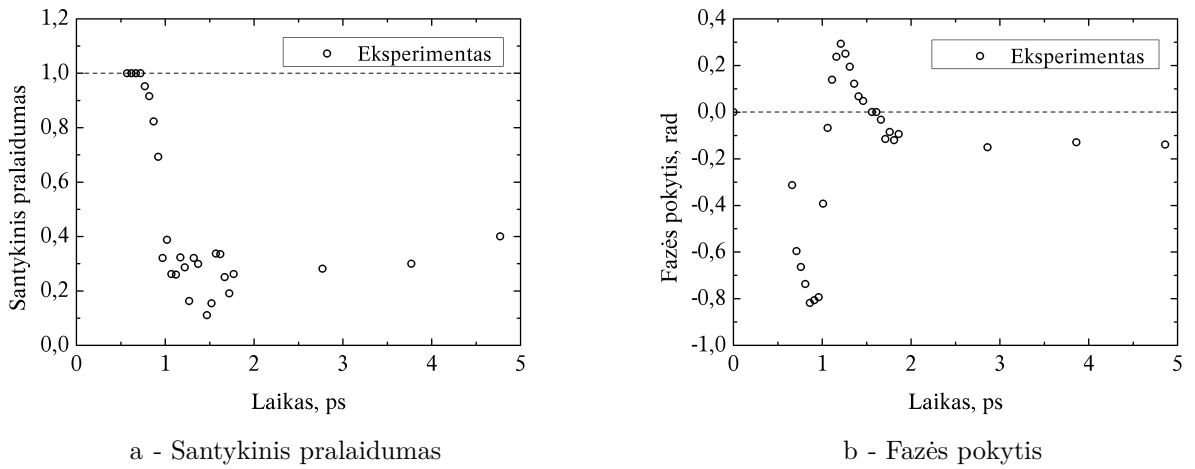 1,2
1,0
0,8
0,6
0,4
0,2
0,0
0 1 2 3 4 5
Santykinis pralaidumas
Laikas, ps
Eksperimentas
a - Santykinis pralaidumas
0,4
0,2
0,0
-0,2
-0,4
-0,6
-0,8
-1,0
0 1 2 3 4 5
Fazės pokytis, rad
Laikas, ps
Eksperimentas
b - Fazės pokytis